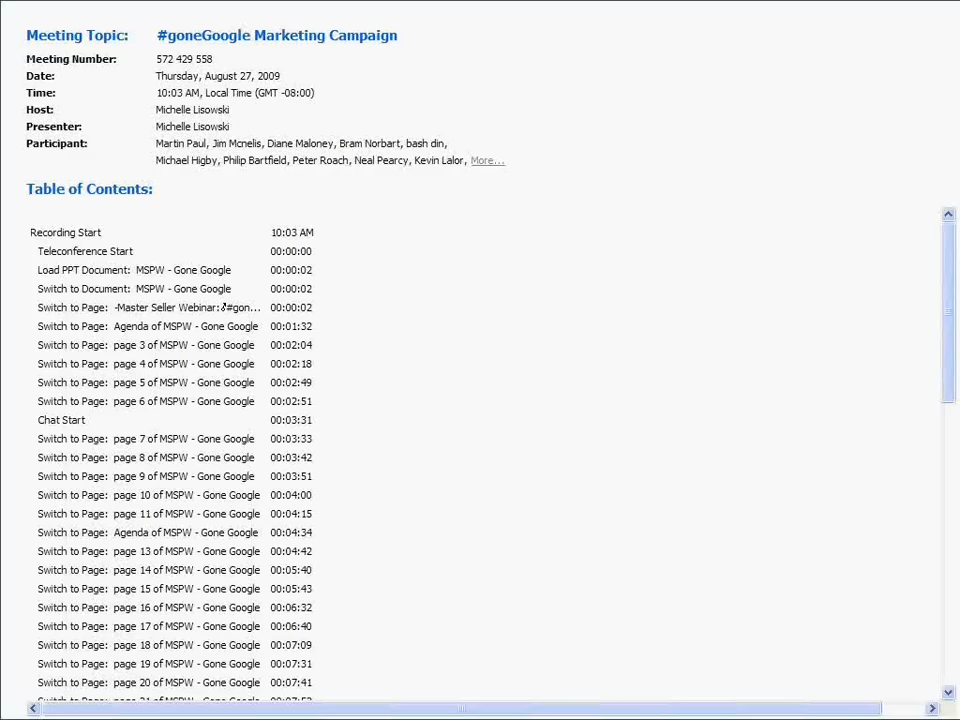 Meeting Topic: #goneGoogle Marketing Campaign
Meeting Number: 572 429 558
Date: Thursday, August 27, 2009
Time: 10:03 AM, Local Time (GMT -08:00)
Host: Michelle Lisowski
Presenter: Michelle Lisowski
Participant: Martin Paul, Jim Mcnelis, Diane Maloney, Bram Norbart, bash din,
Michael Higby, Philip Bartfield, Peter Roach, Neal Pearcy, Kevin Lalor, More...
Table of Contents:
Recording Start 10:03 AM
Teleconference Start 00:00:00
Load PPT Document: MSPW - Gone Google 00:00:02
Switch to Document: MSPW - Gone Google 00:00:02
Switch to Page: -Master Seller Webinar: #gon... 00:00:02
Switch to Page: Agenda of MSPW - Gone Google 00:01:32
Switch to Page: page 3 of MSPW - Gone Google 00:02:04
Switch to Page: page 4 of MSPW - Gone Google 00:02:18
Switch to Page: page 5 of MSPW - Gone Google 00:02:49
Switch to Page: page 6 of MSPW - Gone Google 00:02:51
Chat Start 00:03:31
Switch to Page: page 7 of MSPW - Gone Google 00:03:33
Switch to Page: page 8 of MSPW - Gone Google 00:03:42
Switch to Page: page 9 of MSPW - Gone Google 00:03:51
Switch to Page: page 10 of MSPW - Gone Google 00:04:00
Switch to Page: page 11 of MSPW - Gone Google 00:04:15
Switch to Page: Agenda of MSPW - Gone Google 00:04:34
Switch to Page: page 13 of MSPW - Gone Google 00:04:42
Switch to Page: page 14 of MSPW - Gone Google 00:05:40
Switch to Page: page 15 of MSPW - Gone Google 00:05:43
Switch to Page: page 16 of MSPW - Gone Google 00:06:32
Switch to Page: page 17 of MSPW - Gone Google 00:06:40
Switch to Page: page 18 of MSPW - Gone Google 00:07:09
Switch to Page: page 19 of MSPW - Gone Google 00:07:31
Switch to Page: page 20 of MSPW - Gone Google 00:07:41